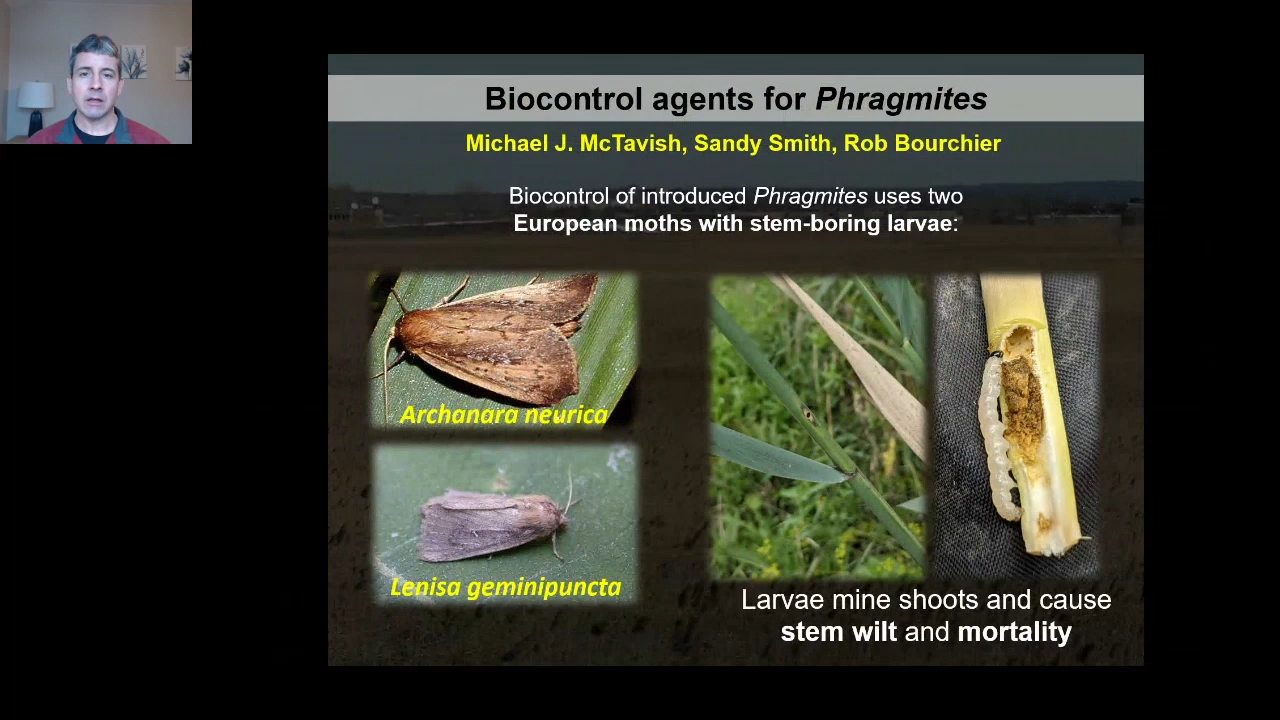 Biocontrol agents for Phragmites
Michael J. McTavish, Sandy Smith, Rob Bourchier
Biocontrol of introduced Phragmites uses two
European moths with stem-boring larvae:
Archanara neurica
Lenisa geminipuncta
Larvae mine shoots and cause
stem wilt and mortality